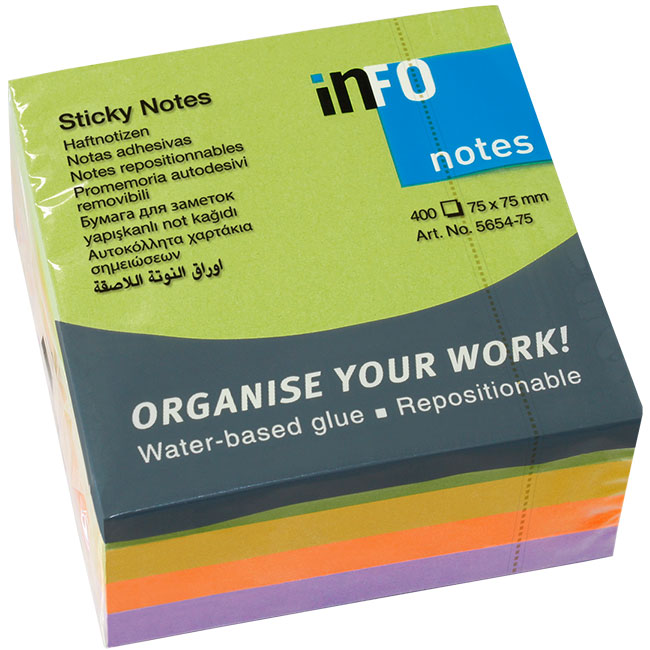 Sticky Notes
Haftnotizen
Notas adhesivas
Notes repositionnables
Promemoria autodesivi
removibili
Бумага для заметок
yapışkanlı not kağıdı
Αυτοκόλλητα χαρτάκια
σημειώσεων
اوراق النوتة اللاصقة
inFO
notes
400 75 x 75 mm
Art. No. 5654-75
ORGANISE YOUR WORK!
Water-based glue ■ Repositionable